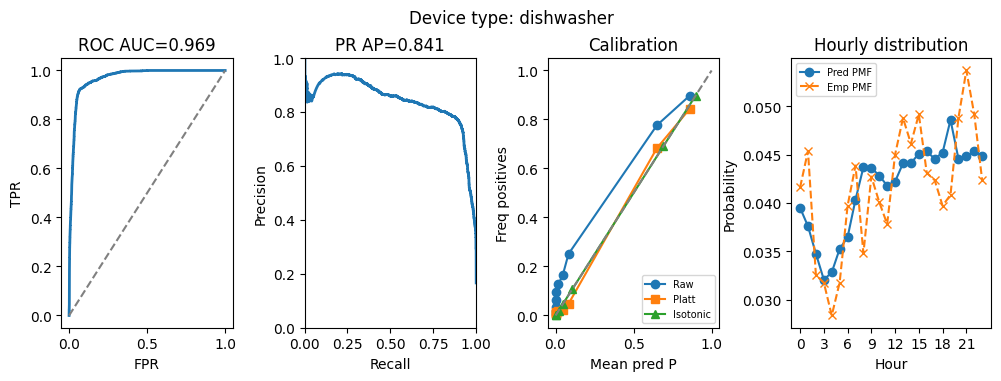 Device type: dishwasher
ROC AUC=0.969
TPR
1.0
0.8
0.6
0.4
0.2
0.0
0.0
0.5
1.0
FPR
PR AP=0.841
Precision
1.0
0.8
0.6
0.4
0.2
0.0
0.00
0.25
0.50
0.75
1.00
Recall
Calibration
Freq positives
1.0
0.8
0.6
0.4
0.2
0.0
Raw
Platt
Isotonic
0.0
0.5
1.0
Mean pred P
Hourly distribution
Probability
Pred PMF
Emp PMF
0.050
0.045
0.040
0.035
0.030
0
3
6
9
12
15
18
21
Hour